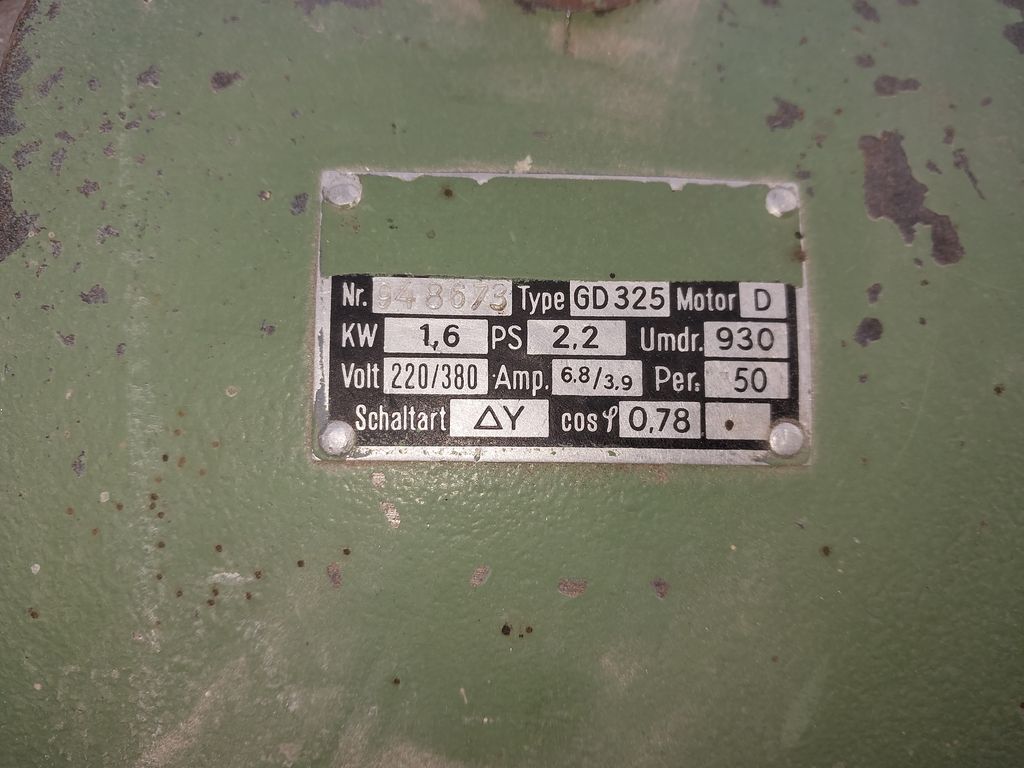 Nr. 948673 Type GD 325 Motor D
KW 1,6 PS 2,2 Umdr. 930
Volt 220/380 Amp. 6,8/3,9 Per. 50
Schaltart ΔY cos φ 0,78